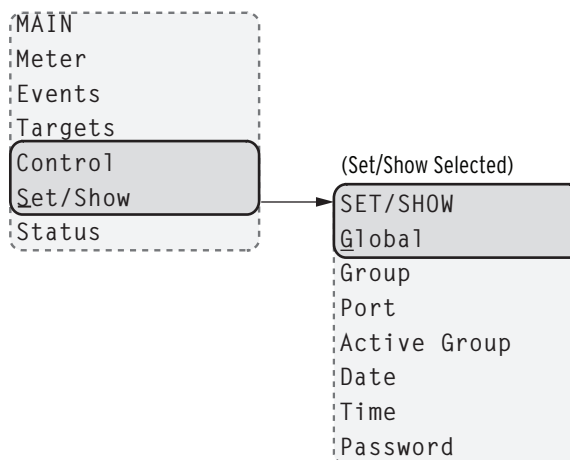 MAIN
Meter
Events
Targets
Control
Set/Show
Status
(Set/Show Selected)
SET/SHOW
Global
Group
Port
Active Group
Date
Time
Password